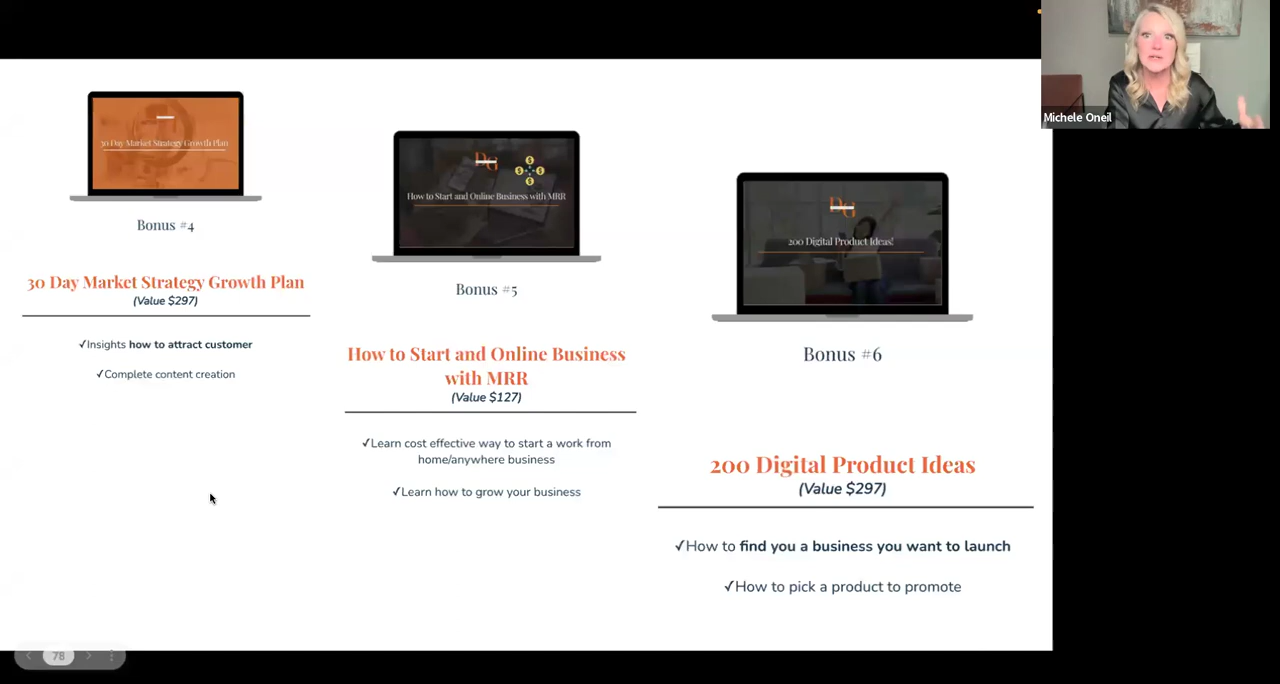 Michele Oneil
30 Day Market Strategy Growth Plan
Bonus #4
30 Day Market Strategy Growth Plan
(Value $297)
✓Insights how to attract customer
✓Complete content creation
DG
How to Start and Online Business with MRR
Bonus #5
How to Start and Online Business
with MRR
(Value $127)
✓Learn cost effective way to start a work from
home/anywhere business
✓Learn how to grow your business
DG
200 Digital Product Ideas!
Bonus #6
200 Digital Product Ideas
(Value $297)
✓How to find you a business you want to launch
✓How to pick a product to promote
78